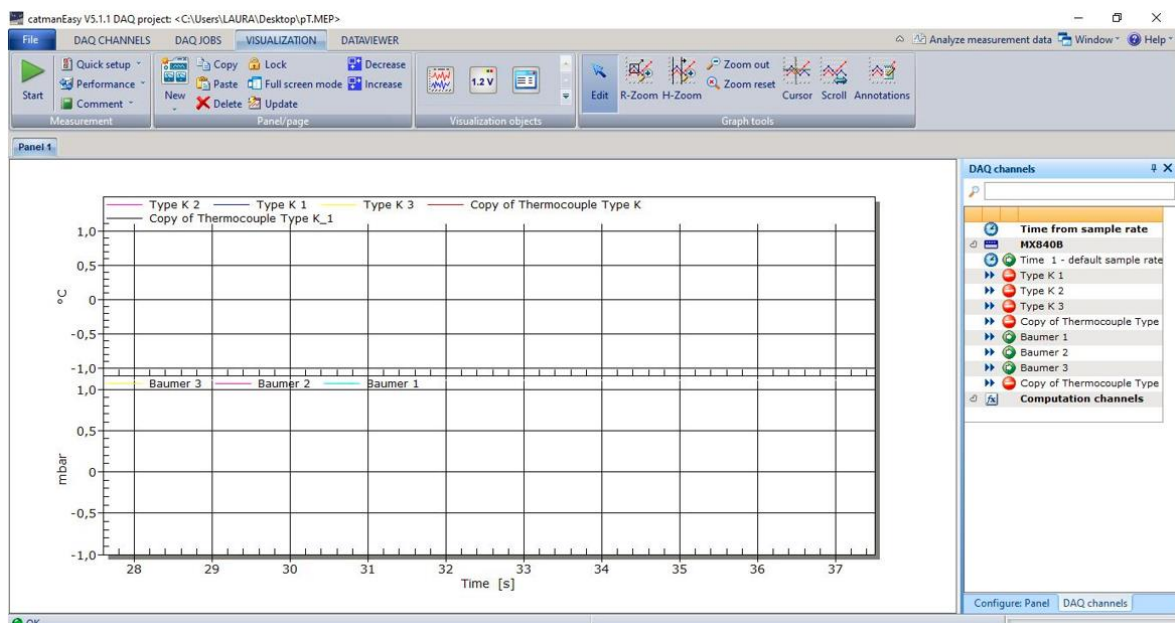 catmanEasy V5.1.1 DAQ project: <C:\Users\LAURA\Desktop\pT.MEP>
File DAQ CHANNELS DAQ JOBS VISUALIZATION DATAVIEWER Analyze measurement data Window Help
Start
Quick setup
Performance
Comment
Measurement
New
Copy Lock Decrease
Paste Full screen mode Increase
Delete Update
Panel/page
1.2 V
Visualization objects
Edit R-Zoom H-Zoom
Zoom out
Zoom reset
Cursor Scroll Annotations
Graph tools
Panel 1
Type K 2 Type K 1 Type K 3 Copy of Thermocouple Type K
Copy of Thermocouple Type K_1
°C
1,0
0,5
0
-0,5
-1,0
Baumer 3 Baumer 2 Baumer 1
mbar
1,0
0,5
0
-0,5
-1,0
28 29 30 31 32 33 34 35 36 37
Time [s]
DAQ channels
Time from sample rate
MX840B
Time 1 - default sample rate
Type K 1
Type K 2
Type K 3
Copy of Thermocouple Type
Baumer 1
Baumer 2
Baumer 3
Copy of Thermocouple Type
fx Computation channels
Configure: Panel DAQ channels
OK